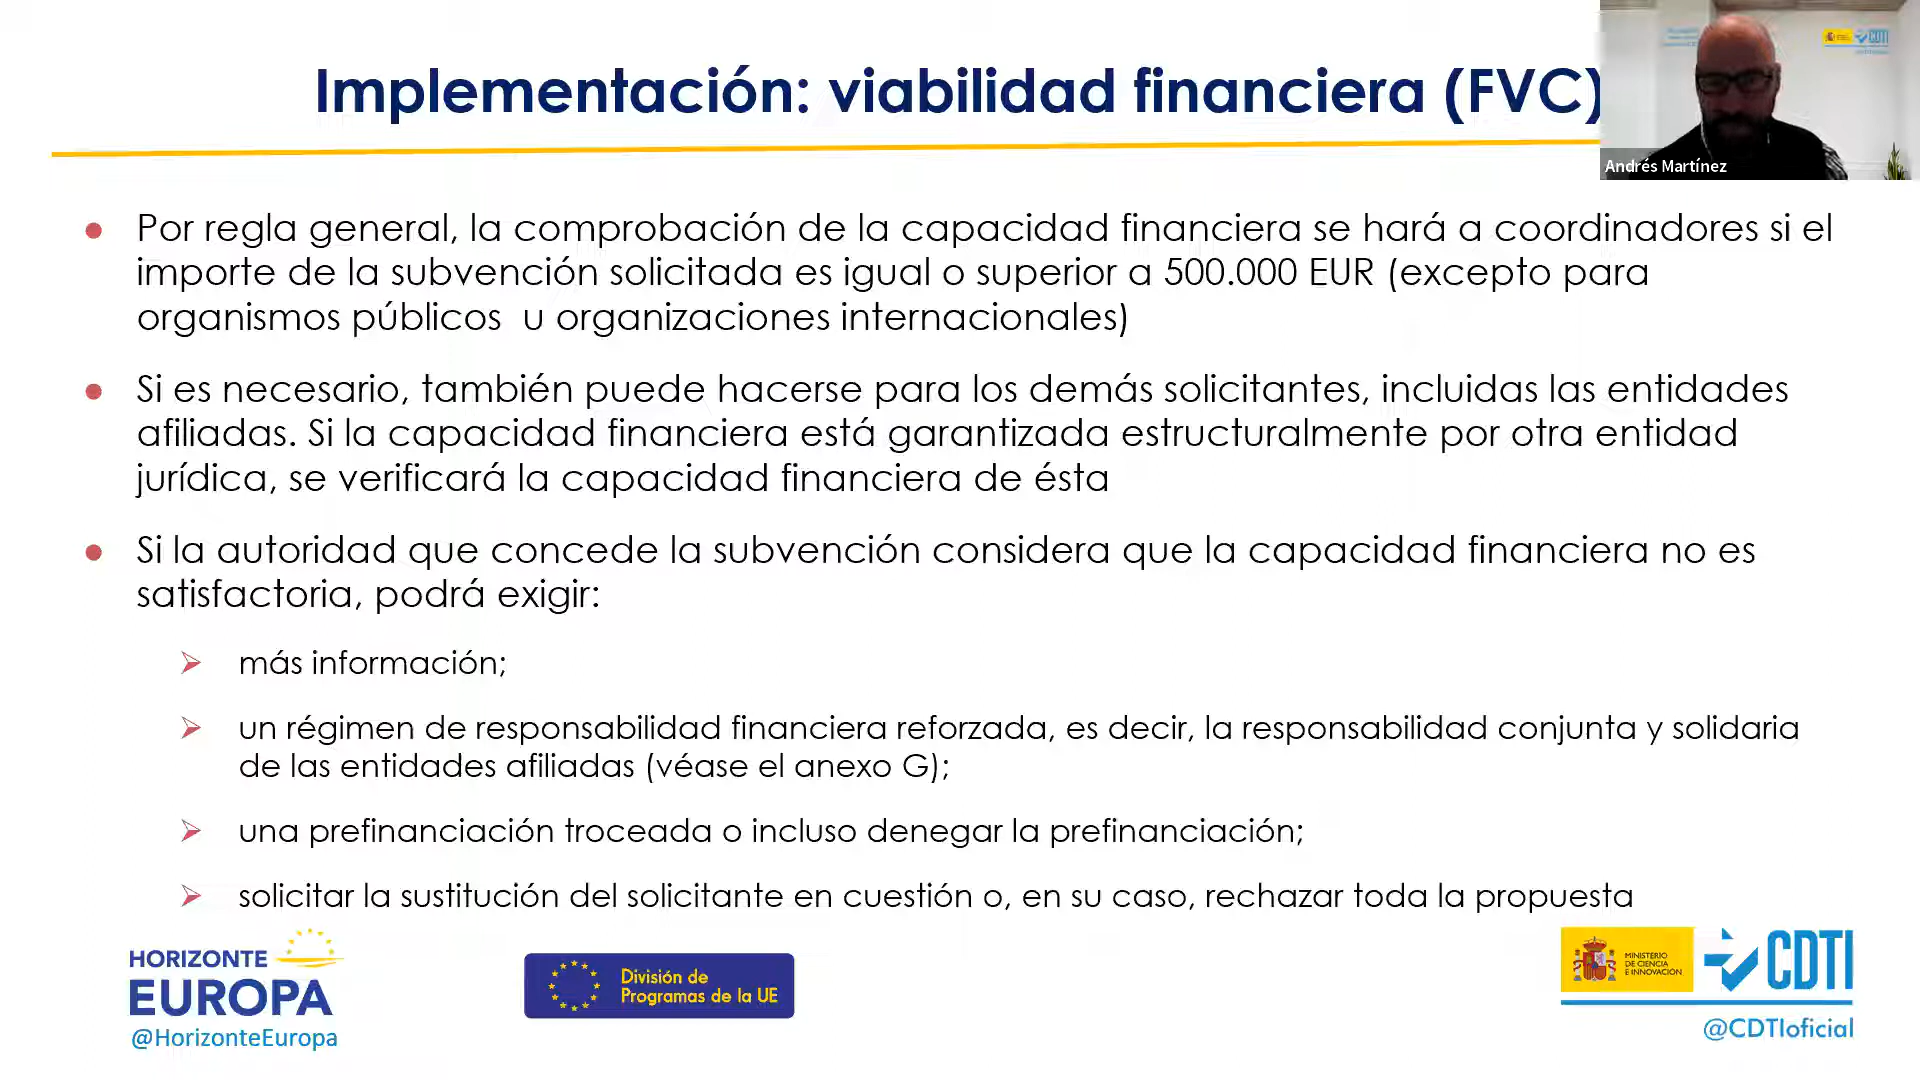 Implementación: viabilidad financiera (FVC)
CDTI
Andrés Martínez
Por regla general, la comprobación de la capacidad financiera se hará a coordinadores si el
importe de la subvención solicitada es igual o superior a 500.000 EUR (excepto para
organismos públicos u organizaciones internacionales)
Si es necesario, también puede hacerse para los demás solicitantes, incluidas las entidades
afiliadas. Si la capacidad financiera está garantizada estructuralmente por otra entidad
jurídica, se verificará la capacidad financiera de ésta
Si la autoridad que concede la subvención considera que la capacidad financiera no es
satisfactoria, podrá exigir:
más información;
un régimen de responsabilidad financiera reforzada, es decir, la responsabilidad conjunta y solidaria
de las entidades afiliadas (véase el anexo G);
una prefinanciación troceada o incluso denegar la prefinanciación;
solicitar la sustitución del solicitante en cuestión o, en su caso, rechazar toda la propuesta
HORIZONTE
EUROPA
@HorizonteEuropa
División de
Programas de la UE
MINISTERIO
DE CIENCIA
E INNOVACIÓN
CDTI
@CDTIoficial